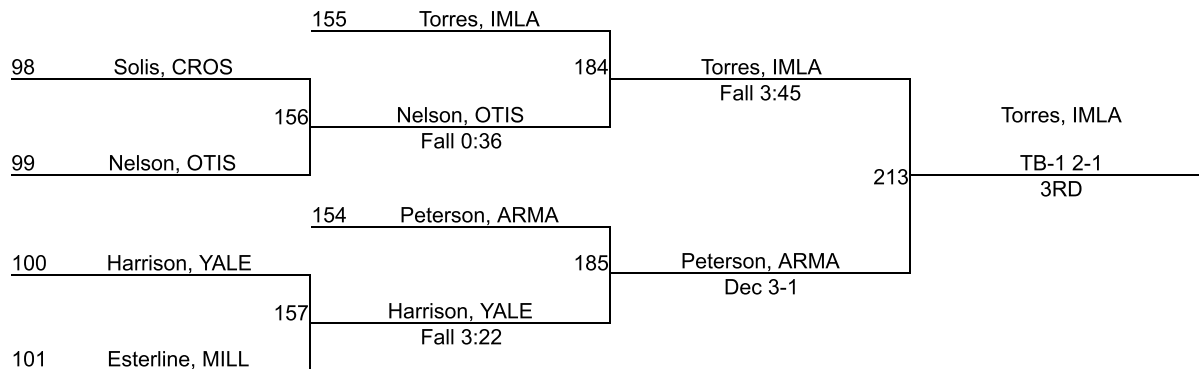 155 Torres, IMLA
98 Solis, CROS
184 Torres, IMLA
Fall 3:45
156 Nelson, OTIS
Fall 0:36
Torres, IMLA
99 Nelson, OTIS
213 TB-1 2-1
3RD
154 Peterson, ARMA
100 Harrison, YALE
185 Peterson, ARMA
Dec 3-1
157 Harrison, YALE
Fall 3:22
101 Esterline, MILL